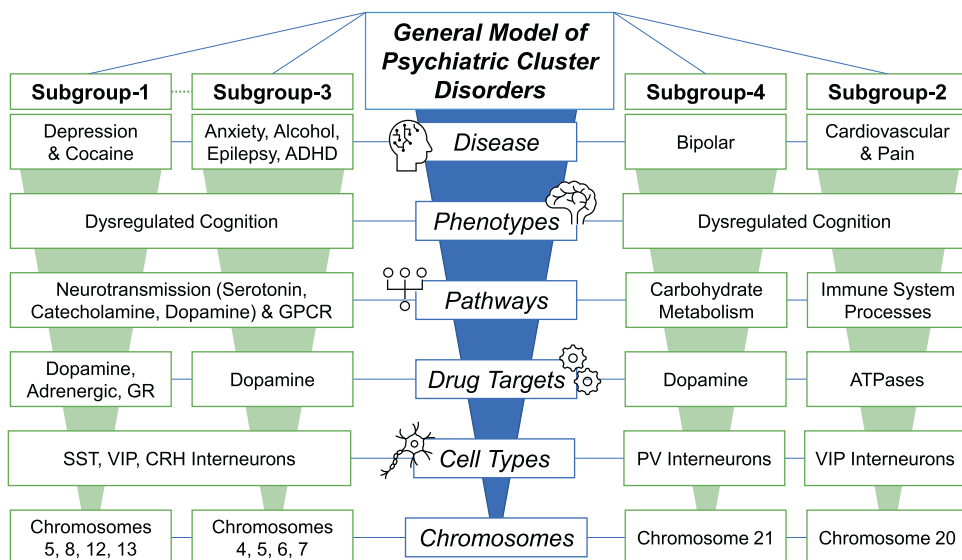 General Model of
Psychiatric Cluster
Disorders
Subgroup-1
Subgroup-3
Subgroup-4
Subgroup-2
Depression
& Cocaine
Anxiety, Alcohol,
Epilepsy, ADHD
Disease
Bipolar
Cardiovascular
& Pain
Dysregulated Cognition
Phenotypes
Dysregulated Cognition
Neurotransmission (Serotonin,
Catecholamine, Dopamine) & GPCR
Pathways
Carbohydrate
Metabolism
Immune System
Processes
Dopamine,
Adrenergic, GR
Dopamine
Drug Targets
Dopamine
ATPases
SST, VIP, CRH Interneurons
Cell Types
PV Interneurons
VIP Interneurons
Chromosomes
5, 8, 12, 13
Chromosomes
4, 5, 6, 7
Chromosomes
Chromosome 21
Chromosome 20